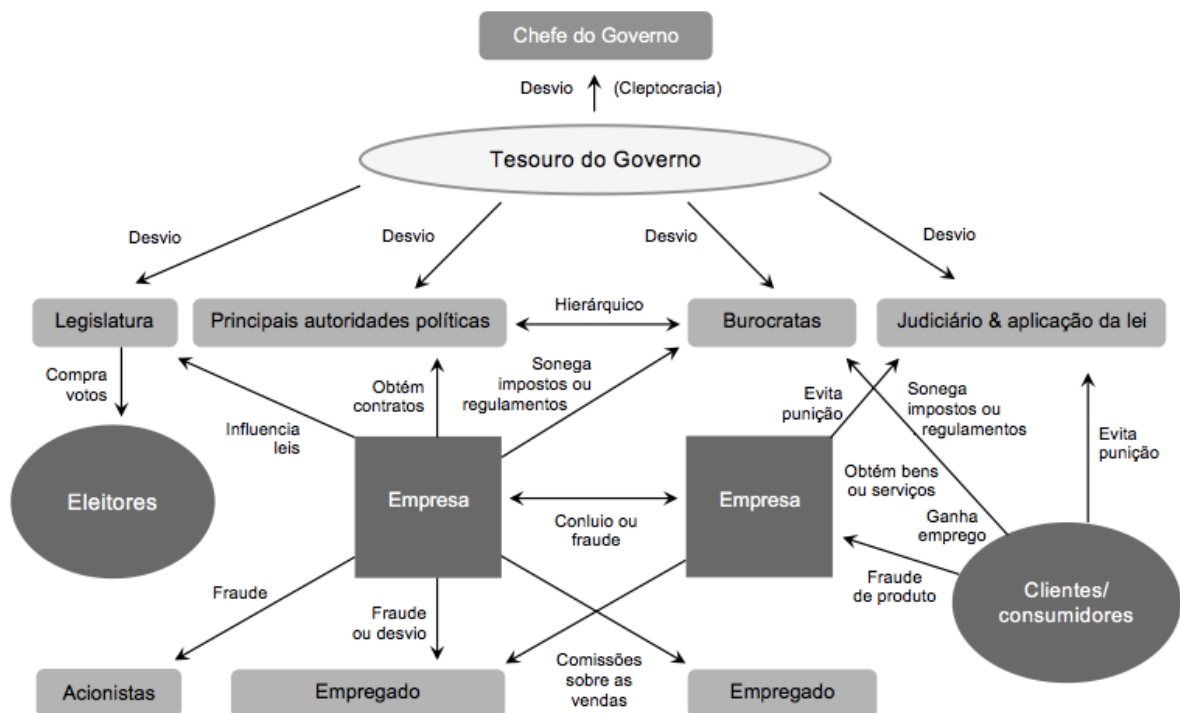 Chefe do Governo
Desvio
(Cleptocracia)
Tesouro do Governo
Desvio
Desvio
Desvio
Desvio
Legislatura
Principais autoridades políticas
Hierárquico
Burocratas
Judiciário & aplicação da lei
Compra
votos
Influencia
leis
Obtém
contratos
Sonega
impostos ou
regulamentos
Evita
punição
Sonega
impostos ou
regulamentos
Evita
punição
Eleitores
Empresa
Conluio ou
fraude
Empresa
Obtém bens
ou serviços
Ganha
emprego
Fraude
de produto
Clientes/
consumidores
Fraude
Fraude
ou desvio
Comissões
sobre as
vendas
Acionistas
Empregado
Empregado